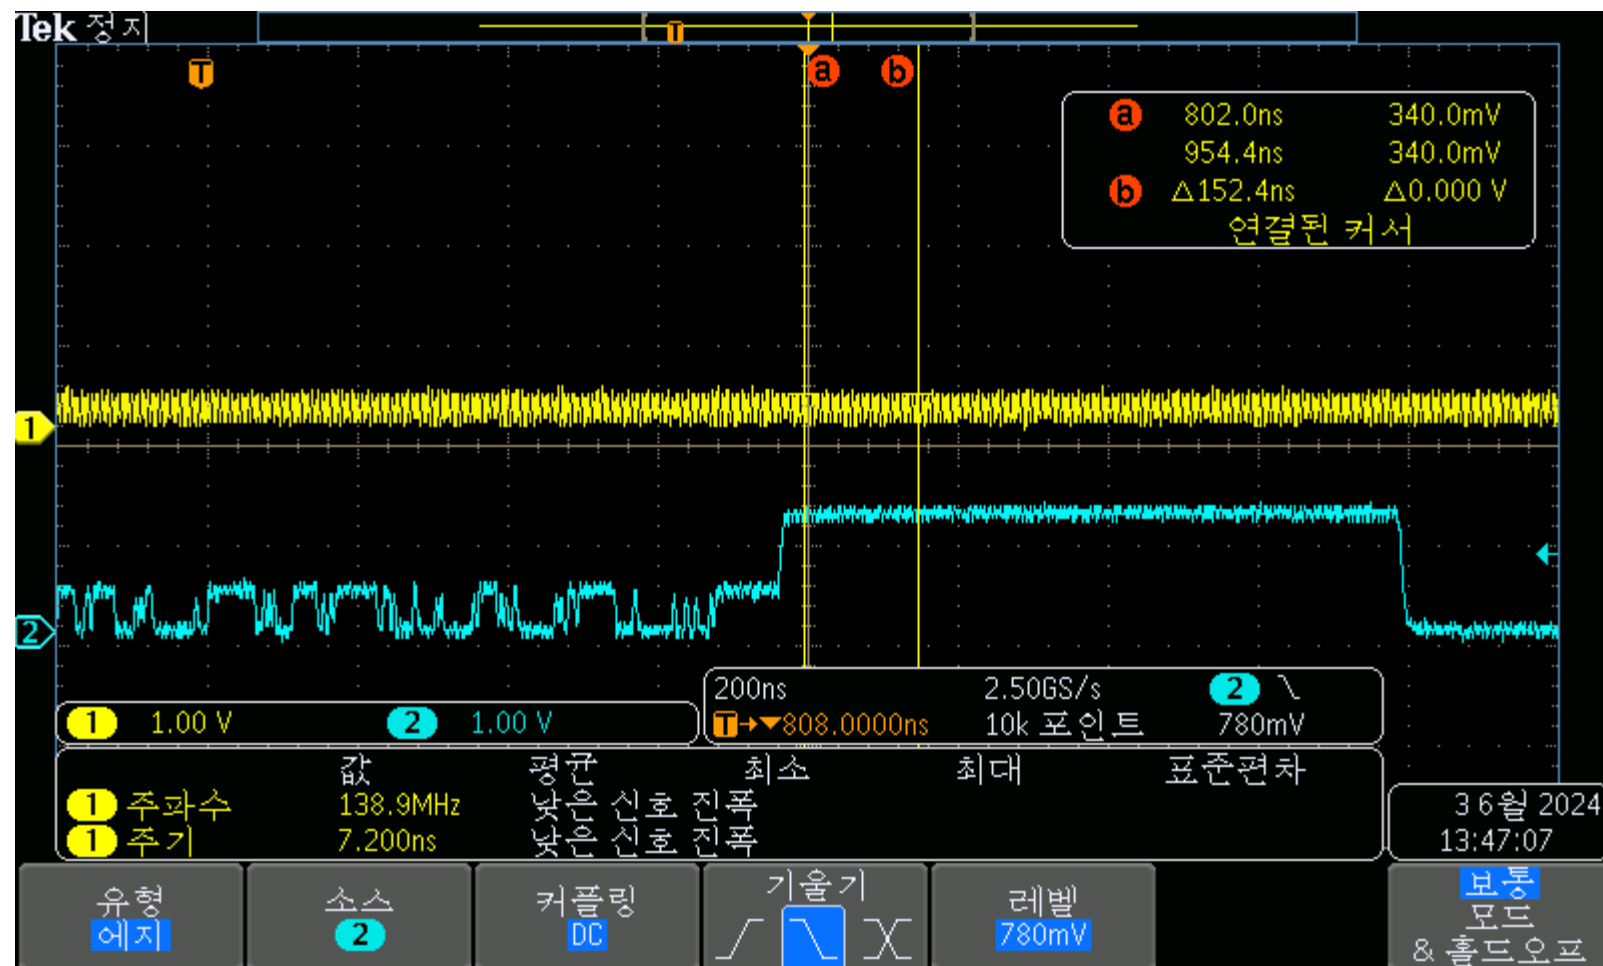 Tek 정지
T
T a b
a 802.0ns 340.0mV
954.4ns 340.0mV
b Δ152.4ns Δ0.000 V
연결된 커서
1
2
1 1.00 V 2 1.00 V
200ns 2.50GS/s 2
T→▼808.0000ns 10k 포인트 780mV
값 평균 최소 최대 표준편차
1 주파수 138.9MHz 낮은 신호 진폭
1 주기 7.200ns 낮은 신호 진폭
3 6월 2024
13:47:07
유형
에지
소스
2
커플링
DC
기울기
레벨
780mV
보통
모드
& 홀드오프